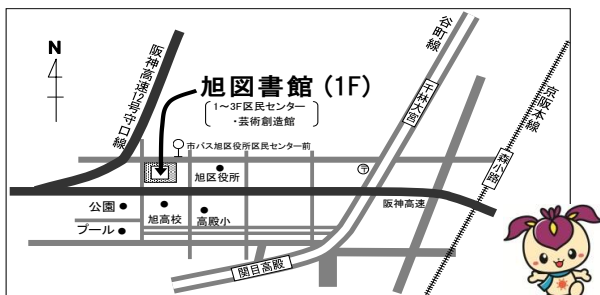 N
阪神高速12号守口線
旭図書館 (1F)
1～3F区民センター
・芸術創造館
谷町線
千林大宮
京阪本線
森小路
市バス旭区役所区民センター前
旭区役所
〒
阪神高速
公園
旭高校
高殿小
プール
関目高殿